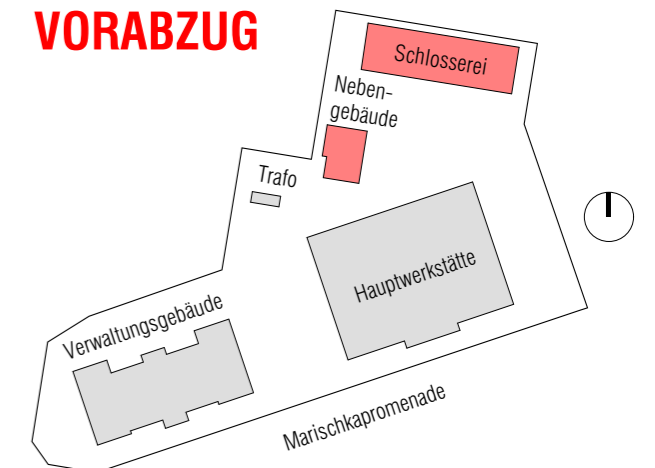 VORABZUG
Schlosserei
Neben-
gebäude
Trafo
Hauptwerkstätte
Verwaltungsgebäude
Marischkapromenade